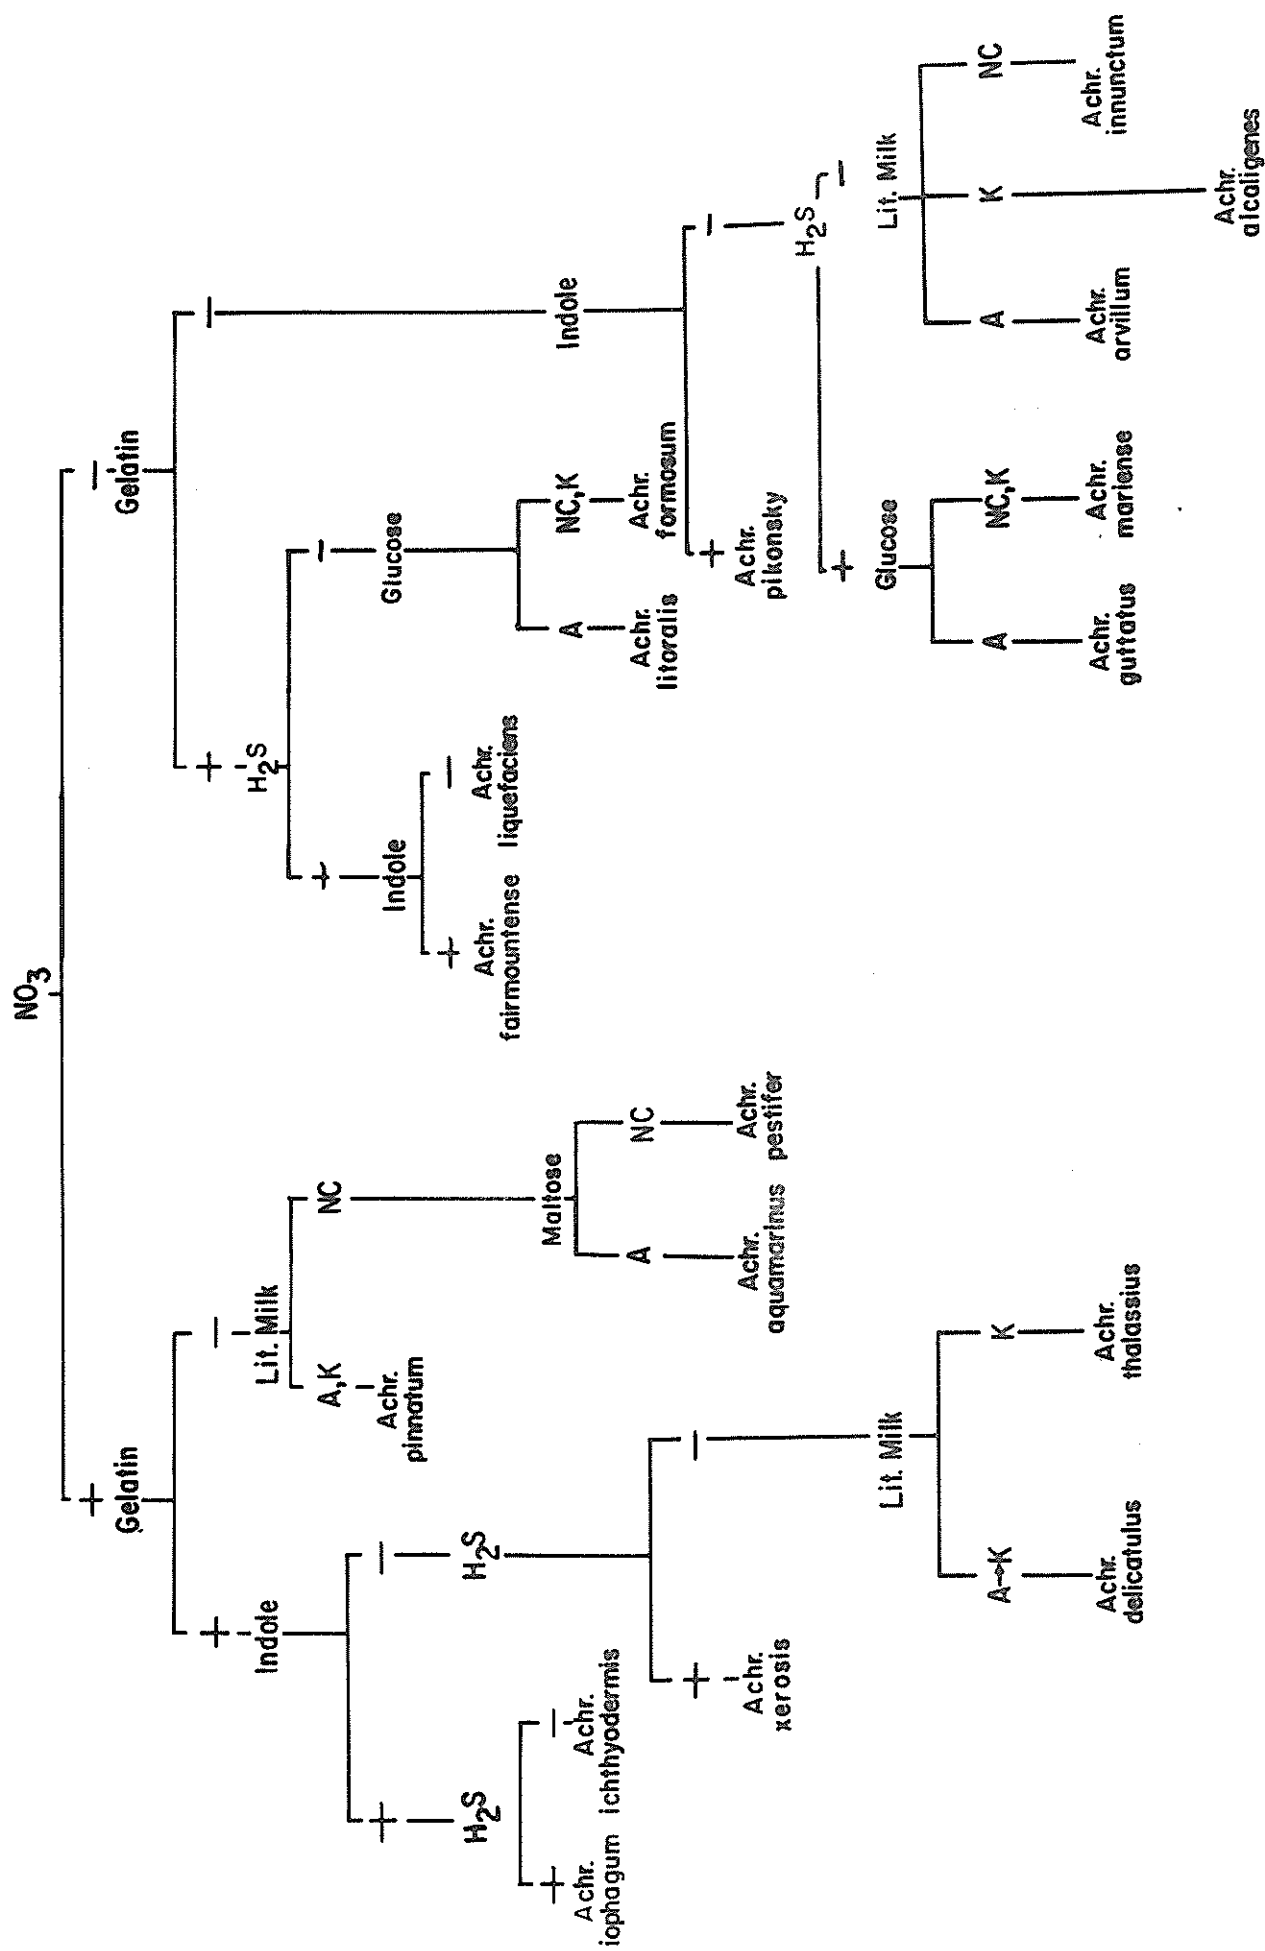 NO3
+
−
Gelatin
Gelatin
+
−
+
−
Indole
Lit. Milk
H2S
Indole
+
−
A,K
NC
+
−
H2S
H2S
Achr.
pinnatum
Maltose
Indole
Glucose
+
−
+
−
A
NC
+
−
A
NC,K
+
−
Achr.
iophagum
Achr.
ichthyodermis
Achr.
xerosis
Lit. Milk
Achr.
aquamarinus
Achr.
pestifer
Achr.
fairmountense
Achr.
liquefaciens
Achr.
litoralis
Achr.
formosum
Achr.
pikonsky
H2S
A→K
K
+
−
Achr.
delicatulus
Achr.
thalassius
Glucose
Lit. Milk
A
NC,K
A
K
NC
Achr.
guttatus
Achr.
mariense
Achr.
arvillum
Achr.
alcaligenes
Achr.
innunctum